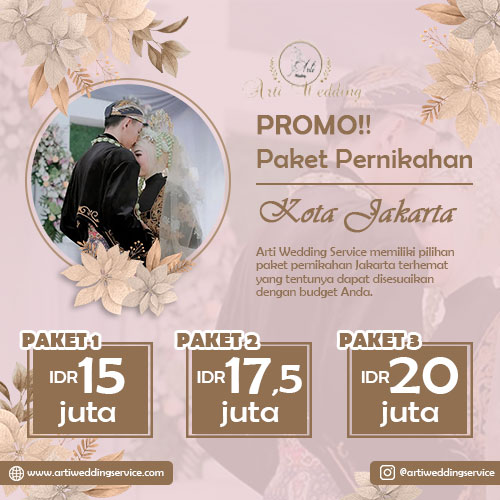 Arti
Wedding
Arti Wedding
PROMO!!
Paket Pernikahan
Kota Jakarta
Arti Wedding Service memiliki pilihan
paket pernikahan Jakarta terhemat
yang tentunya dapat disesuaikan
dengan budget Anda.
PAKET 1
IDR 15
juta
PAKET 2
IDR 17,5
juta
PAKET 3
IDR 20
juta
www.artiweddingservice.com
@artiweddingservice